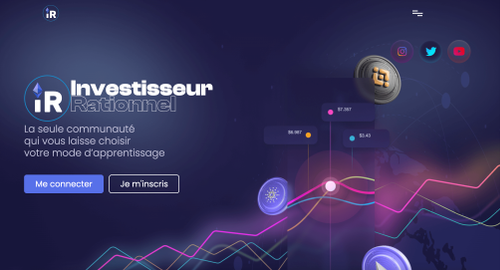 iR
iR
Investisseur
Rationnel
La seule communauté
qui vous laisse choisir
votre mode d'apprentissage
Me connecter
Je m'inscris
$7,357
$6,967
$3,43